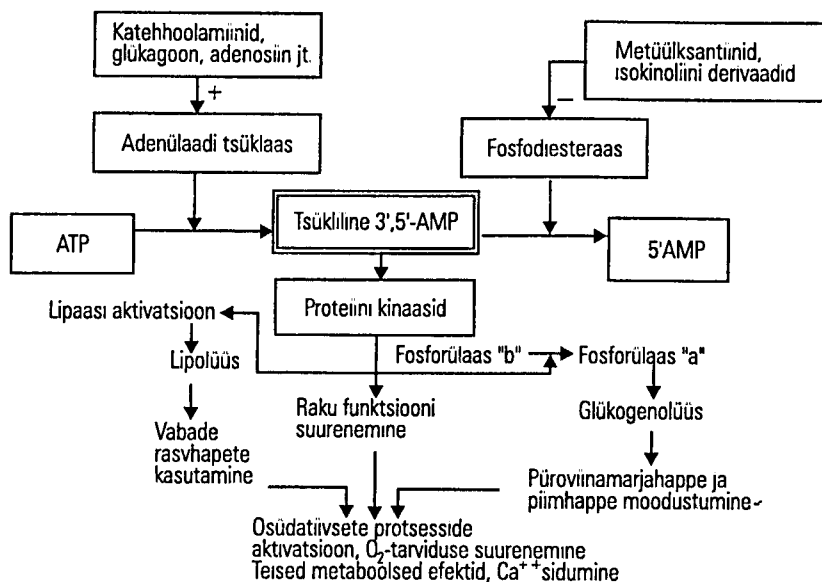 Katehhoolamiinid,
glükagoon, adenosiin jt.
Metüülksantiinid,
isokinoliini derivaadid
+
−
Adenülaadi tsüklaas
Fosfodiesteraas
ATP
Tsükliline 3',5'-AMP
5'AMP
Proteiini kinaasid
Lipaasi aktivatsioon
Fosforülaas "b"
Fosforülaas "a"
Lipolüüs
Raku funktsiooni
suurenemine
Glükogenolüüs
Vabade
rasvhapete
kasutamine
Püroviinamarjahappe ja
piimhappe moodustumine
Osüdatiivsete protsesside
aktivatsioon, O₂-tarviduse suurenemine
Teised metaboolsed efektid, Ca⁺⁺ sidumine